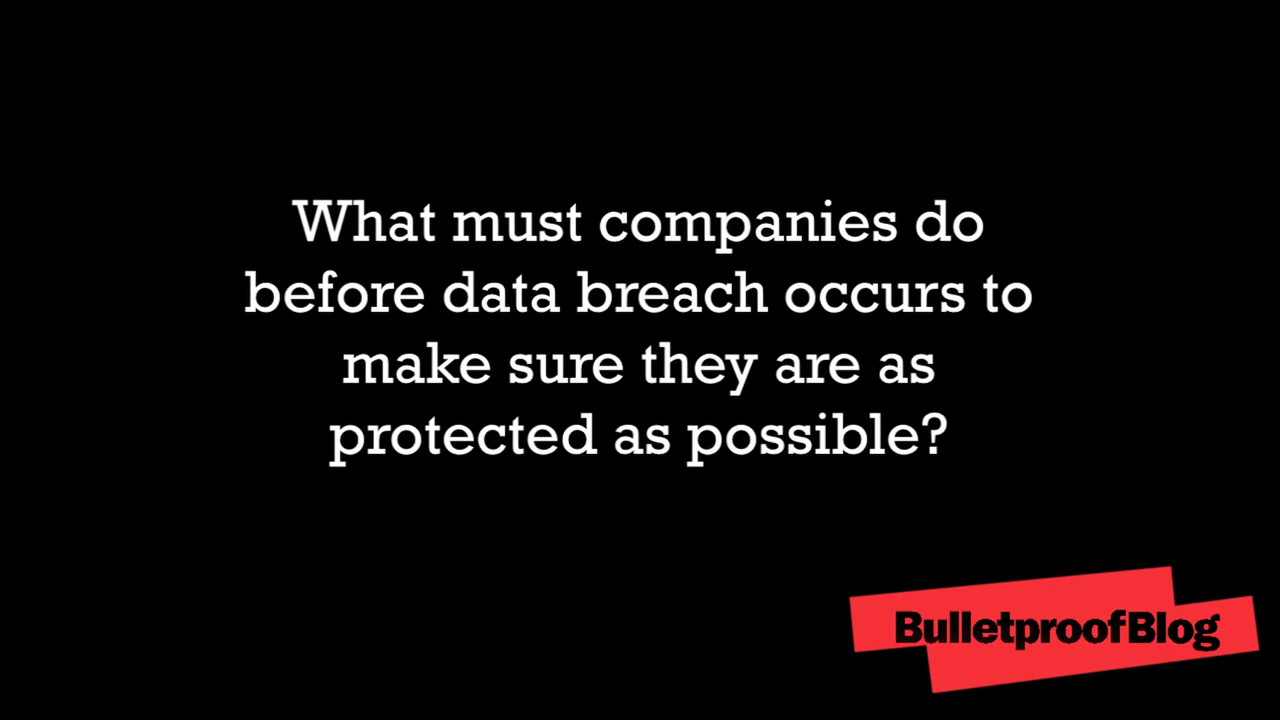 What must companies do
before data breach occurs to
make sure they are as
protected as possible?
BulletproofBlog